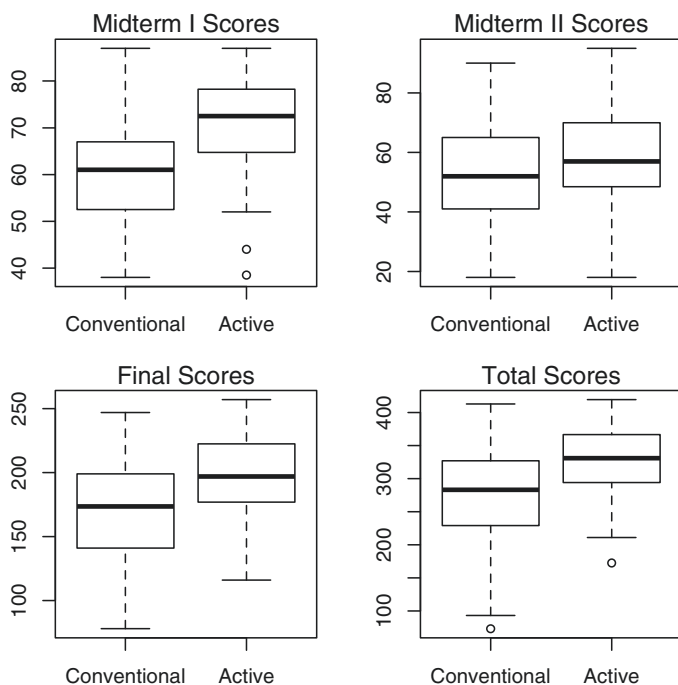 Midterm I Scores
80
70
60
50
40
Conventional Active
Midterm II Scores
80
60
40
20
Conventional Active
Final Scores
250
200
150
100
Conventional Active
Total Scores
400
300
200
100
Conventional Active